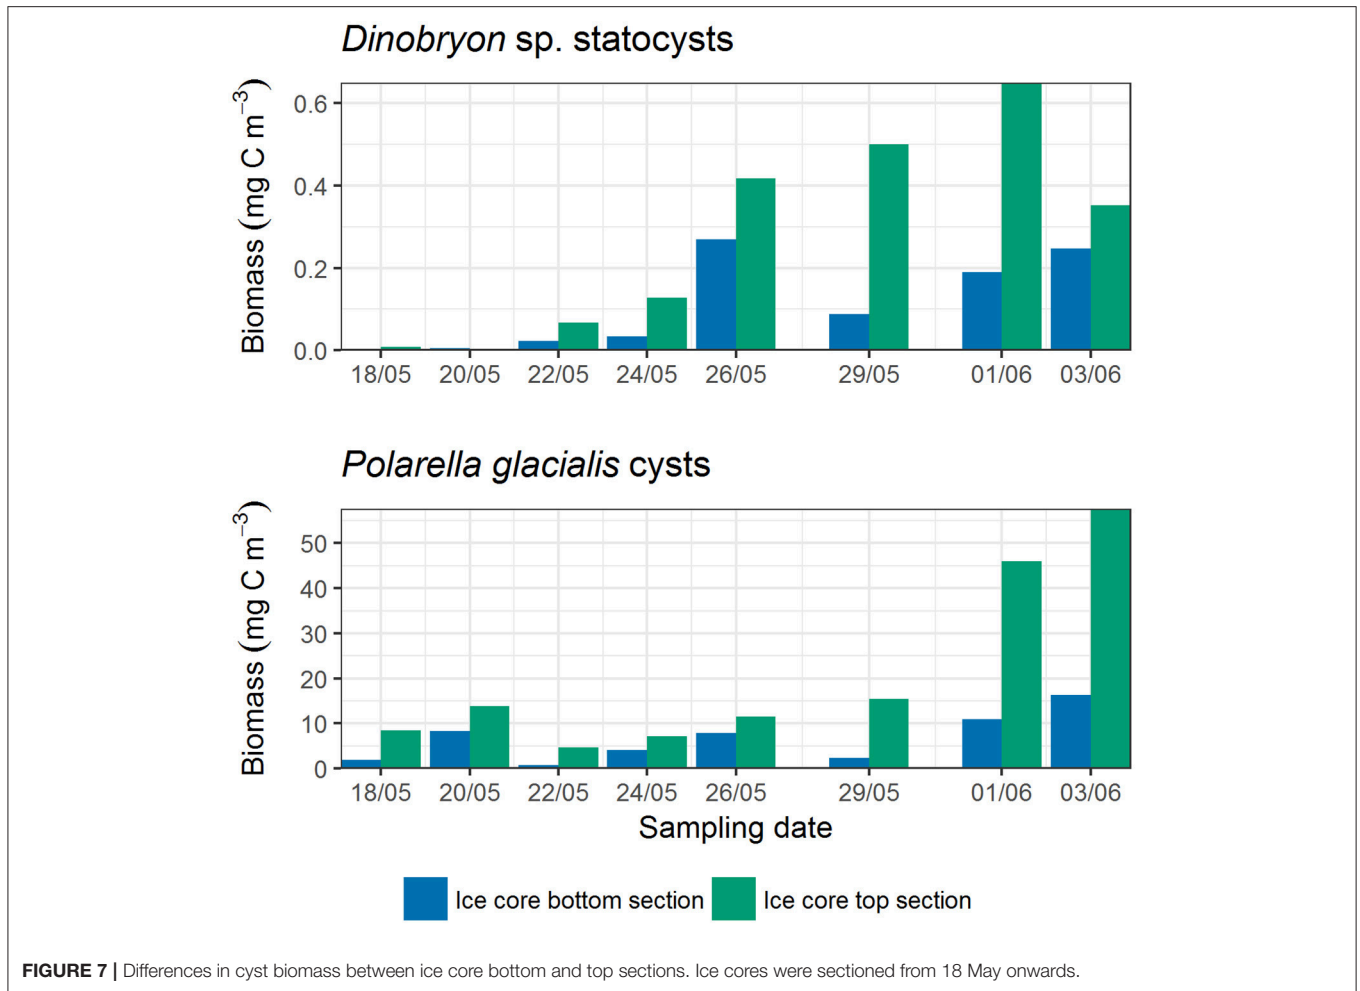 Dinobryon sp. statocysts
Biomass (mg C m⁻³)
0.6
0.4
0.2
0.0
18/05 20/05 22/05 24/05 26/05 29/05 01/06 03/06
Polarella glacialis cysts
Biomass (mg C m⁻³)
50
40
30
20
10
0
18/05 20/05 22/05 24/05 26/05 29/05 01/06 03/06
Sampling date
Ice core bottom section Ice core top section
FIGURE 7 | Differences in cyst biomass between ice core bottom and top sections. Ice cores were sectioned from 18 May onwards.